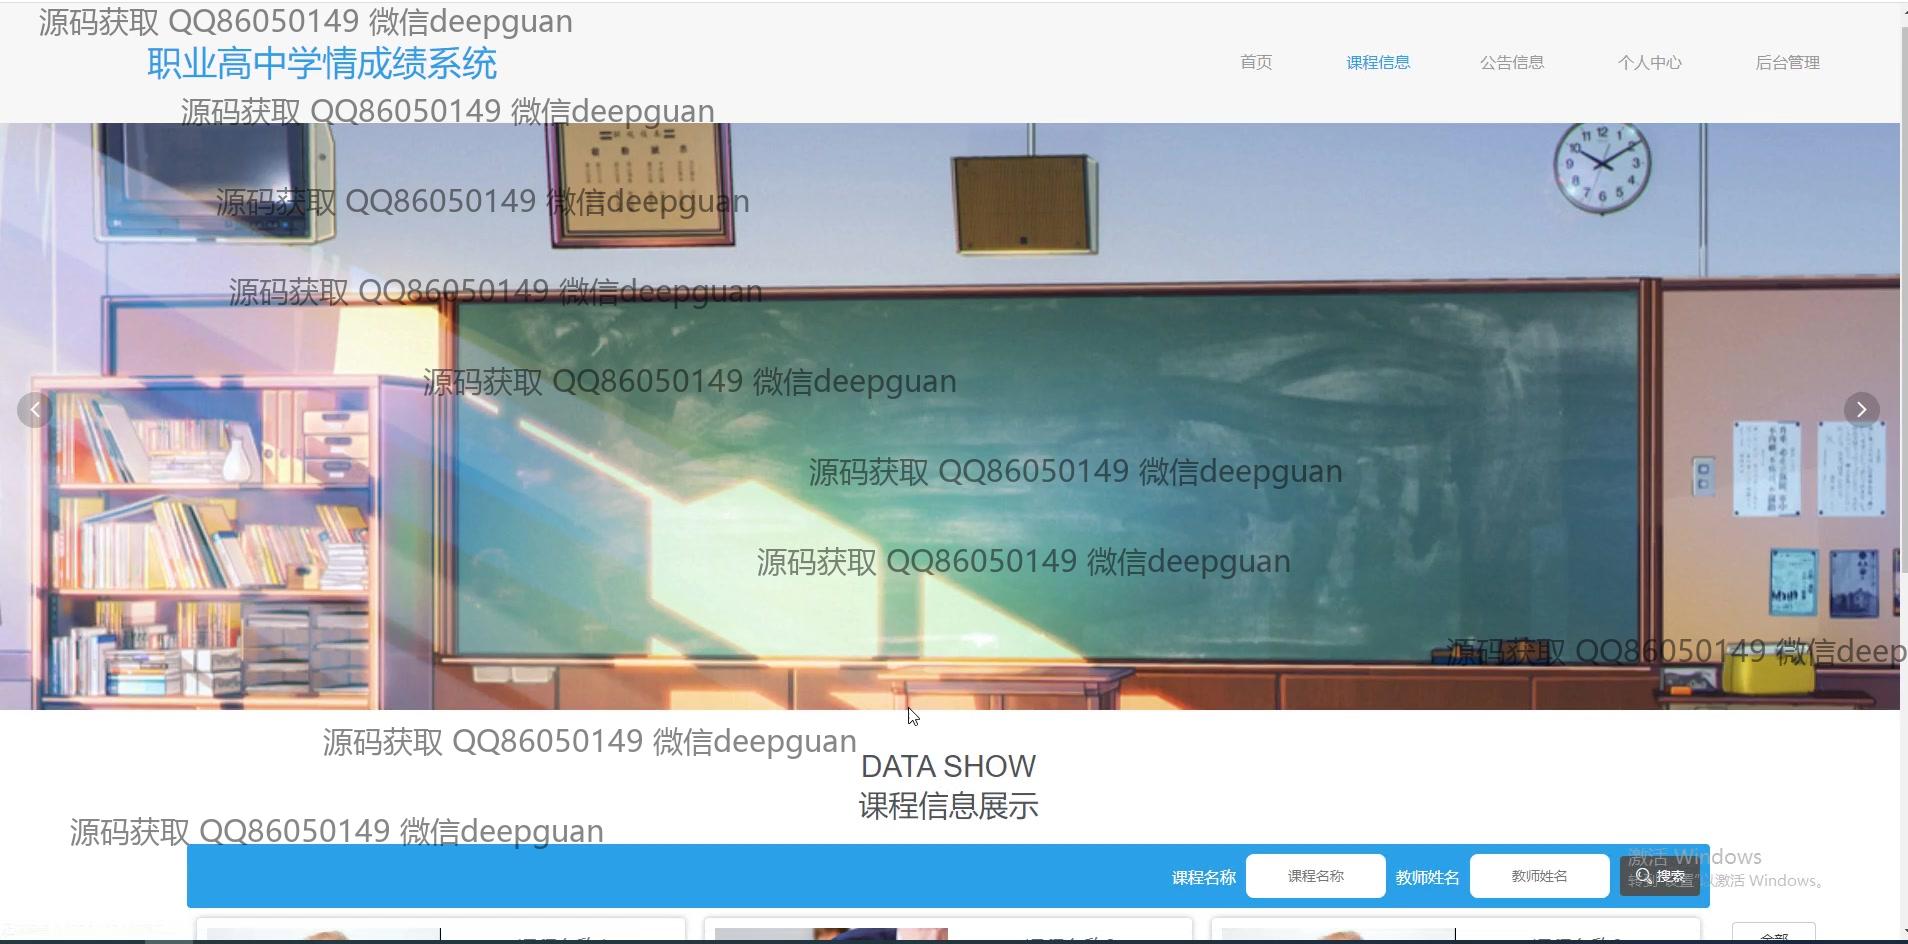 源码获取 QQ86050149 微信deepguan
职业高中学情成绩系统
首页
课程信息
公告信息
个人中心
后台管理
源码获取 QQ86050149 微信deepguan
11 12 1
10 2
9 3
8 4
7 6
源码获取 QQ86050149 微信deepguan
源码获取 QQ86050149 微信deepguan
源码获取 QQ86050149 微信deepguan
源码获取 QQ86050149 微信deepguan
源码获取 QQ86050149 微信deepguan
源码获取 QQ86050149 微信deep
源码获取 QQ86050149 微信deepguan
DATA SHOW
课程信息展示
源码获取 QQ86050149 微信deepguan
课程名称
课程名称
教师姓名
教师姓名
搜索
激活 Windows
转到"设置"以激活 Windows。
全部